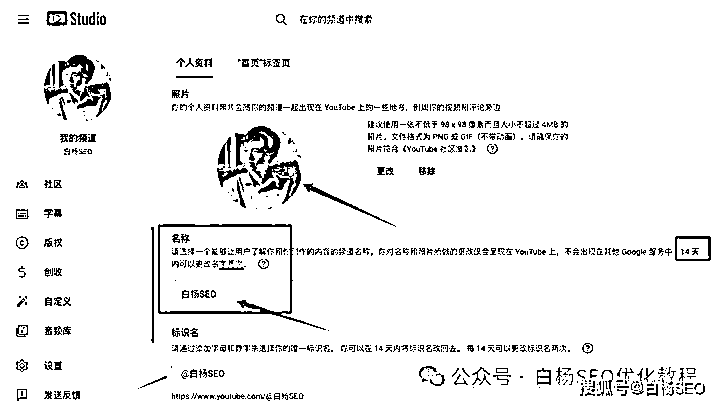 Studio
在你的频道中搜索
个人资料
"首页"标签页
照片
你的个人资料照片会随你的频道一起出现在 YouTube 上的一些地方，例如你的视频和评论旁边
建议使用一张不低于 98 x 98 像素而且大小不超过 4MB 的
照片，文件格式为 PNG 或 GIF（不带动画）。请确保你的
照片符合《YouTube 社区准则》
更改
移除
我的频道
白杨SEO
社区
字幕
版权
创收
自定义
音频库
设置
发送反馈
名称
请选择一个能够让用户了解你和你创作的内容的频道名称。你对名称和照片所做的更改仅会呈现在 YouTube 上，不会出现在其他 Google 服务中
14 天
内可以更改名字两次。
白杨SEO
标识名
请通过添加字母和数字来选择你的唯一标识名。你可以在 14 天内将标识名改回去。每 14 天可以更改标识名两次。
@白杨SEO
https://www.youtube.com/@白杨SEO
公众号 · 白杨SEO优化教程
搜狐号@白杨SEO